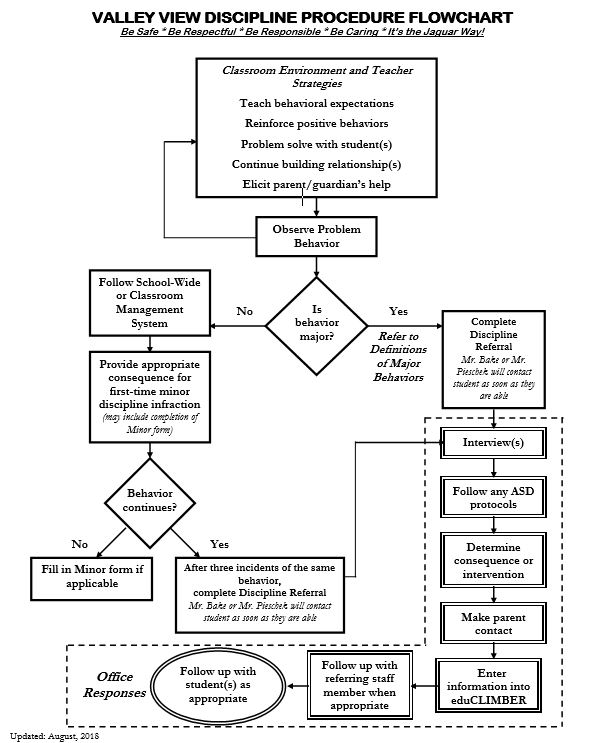 VALLEY VIEW DISCIPLINE PROCEDURE FLOWCHART
Be Safe * Be Respectful * Be Responsible * Be Caring * It's the Jaguar Way!
Classroom Environment and Teacher
Strategies
Teach behavioral expectations
Reinforce positive behaviors
Problem solve with student(s)
Continue building relationship(s)
Elicit parent/guardian's help
Observe Problem
Behavior
Is
behavior
major?
No
Yes
Refer to
Definitions
of Major
Behaviors
Follow School-Wide
or Classroom
Management
System
Provide appropriate
consequence for
first-time minor
discipline infraction
(may include completion of
Minor form)
Behavior
continues?
No
Yes
Fill in Minor form if
applicable
After three incidents of the same
behavior,
complete Discipline Referral
Mr. Bake or Mr. Pieschek will contact
student as soon as they are able
Complete
Discipline
Referral
Mr. Bake or Mr.
Pieschek will contact
student as soon as they
are able
Interview(s)
Follow any ASD
protocols
Determine
consequence or
intervention
Make parent
contact
Enter
information into
eduCLIMBER
Follow up with
referring staff
member when
appropriate
Follow up with
student(s) as
appropriate
Office
Responses
Updated: August, 2018